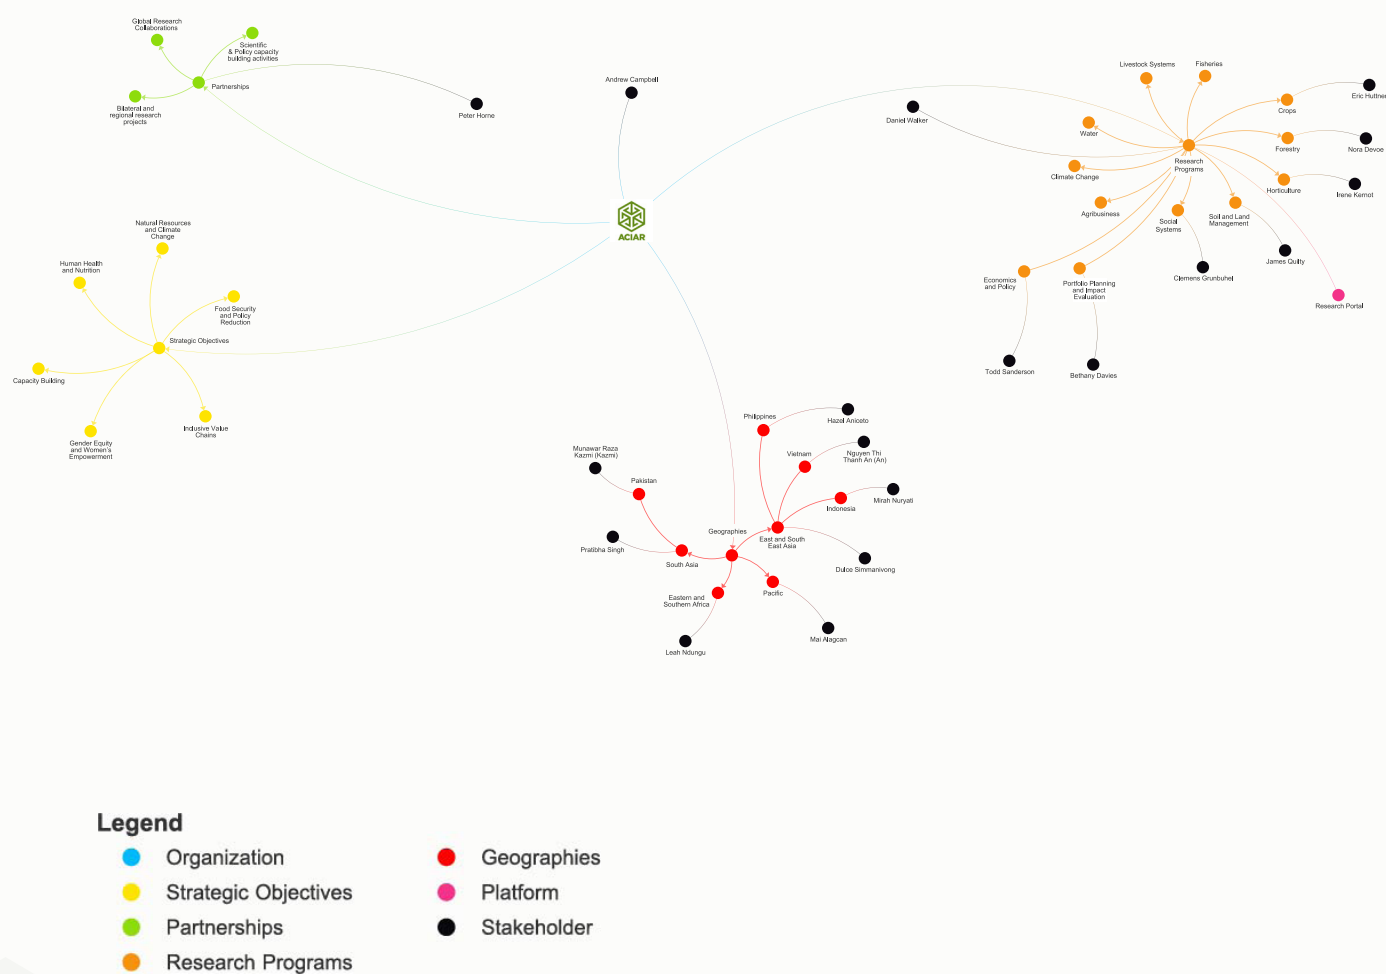 Global Research
Collaborations
Scientific
& Policy capacity
building activities
Partnerships
Bilateral and
regional research
projects
Peter Horne
Andrew Campbell
ACIAR
Daniel Walker
Livestock Systems
Fisheries
Eric Huttner
Crops
Water
Forestry
Nora Devoe
Research
Programs
Climate Change
Horticulture
Irene Kernot
Agribusiness
Social
Systems
Soil and Land
Management
James Quilty
Clemens Grunbuhel
Economics
and Policy
Portfolio Planning
and Impact
Evaluation
Research Portal
Todd Sanderson
Bethany Davies
Natural Resources
and Climate
Change
Human Health
and Nutrition
Food Security
and Policy
Reduction
Strategic Objectives
Capacity Building
Gender Equity
and Women's
Empowerment
Inclusive Value
Chains
Philippines
Hazel Aniceto
Munawar Raza
Kazmi (Kazmi)
Vietnam
Nguyen Thi
Thanh An (An)
Pakistan
Indonesia
Mirah Nuryati
Geographies
East and South
East Asia
Pratibha Singh
South Asia
Dulce Simmanivong
Eastern and
Southern Africa
Pacific
Leah Ndungu
Mai Alagcan
Legend
Organization
Strategic Objectives
Partnerships
Research Programs
Geographies
Platform
Stakeholder